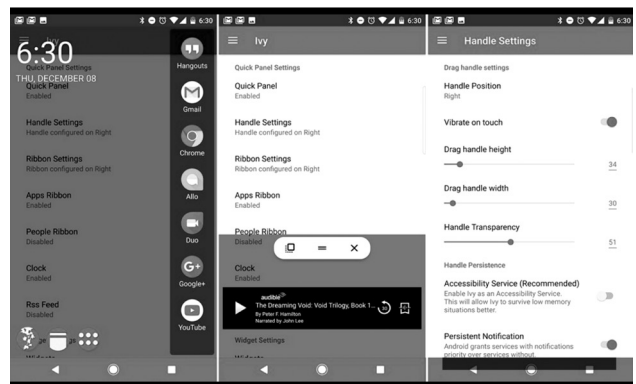 6:30
Ivy
6:30
THU, DECEMBER 08
Quick Panel Settings
Quick Panel
Enabled
Handle Settings
Handle configured on Right
Ribbon Settings
Ribbon configured on Right
Apps Ribbon
Enabled
People Ribbon
Disabled
Clock
Enabled
Rss Feed
Disabled
Hangouts
Gmail
Chrome
Allo
Duo
G+
Google+
YouTube
6:30
Ivy
Quick Panel Settings
Quick Panel
Enabled
Handle Settings
Handle configured on Right
Ribbon Settings
Ribbon configured on Right
Apps Ribbon
Enabled
People Ribbon
Disabled
Clock
Enabled
audible
The Dreaming Void: Void Trilogy, Book 1...
By Peter F. Hamilton
Narrated by John Lee
30
Widget Settings
6:30
Handle Settings
Drag handle settings
Handle Position
Right
Vibrate on touch
Drag handle height
34
Drag handle width
30
Handle Transparency
51
Handle Persistence
Accessibility Service (Recommended)
Enable Ivy as an Accessibility Service.
This will allow Ivy to survive low memory
situations better.
Persistent Notification
Android grants services with notifications
priority over services without.